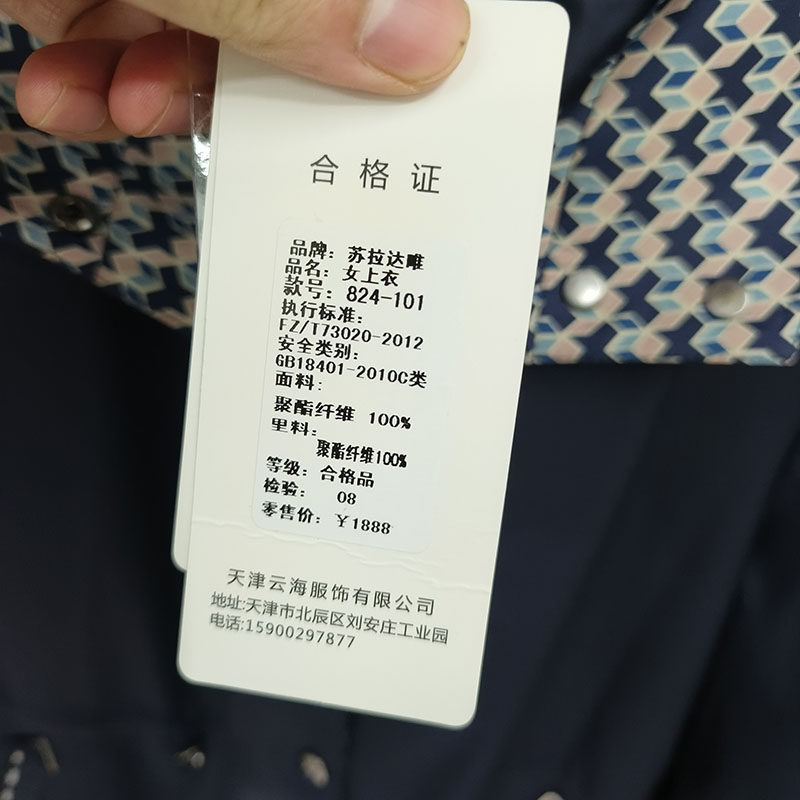 合格证
品牌：苏拉达雎
品名：女上衣
款号：824-101
执行标准：
FZ/T73020-2012
安全类别：
GB18401-2010C类
面料：
聚酯纤维 100%
里料：
聚酯纤维100%
等级：合格品
检验： 08
零售价：￥1888
天津云海服饰有限公司
地址:天津市北辰区刘安庄工业园
电话:15900297877